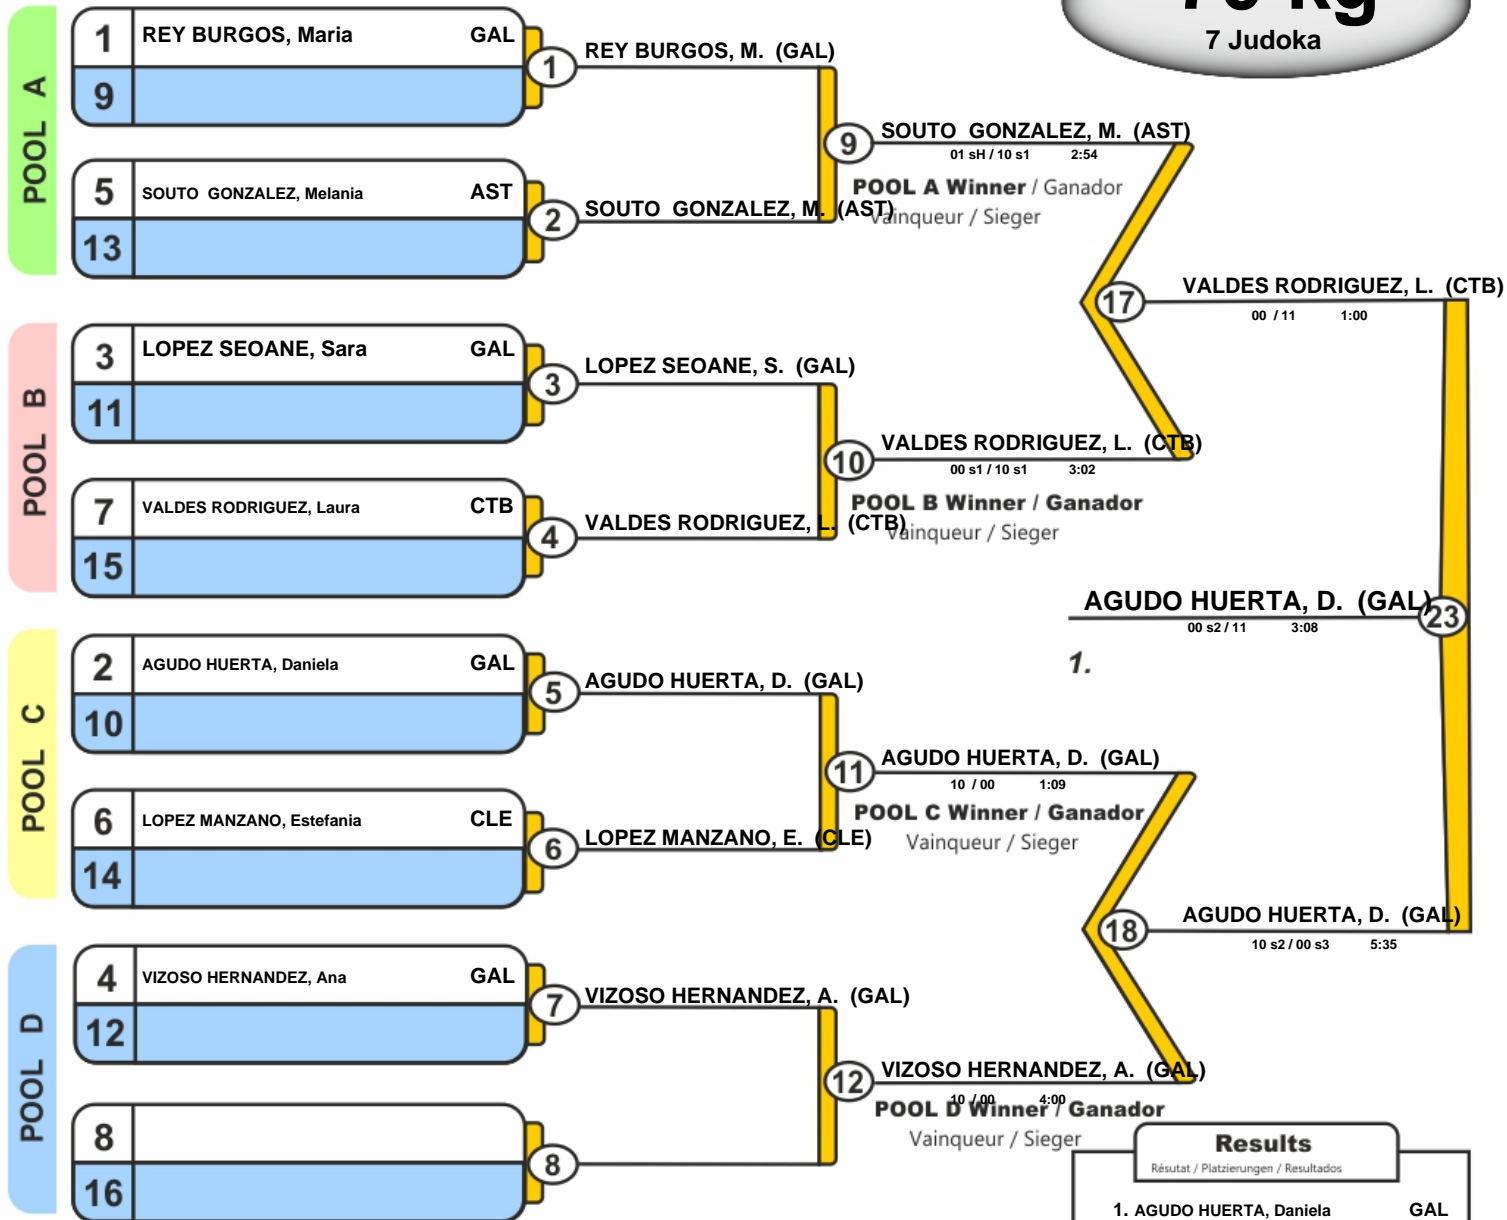 7 Judoka
POOL A
1 REY BURGOS, Maria GAL
9
5 SOUTO GONZALEZ, Melania AST
13
1 REY BURGOS, M. (GAL)
2 SOUTO GONZALEZ, M. (AST)
9 SOUTO GONZALEZ, M. (AST)
01 sH / 10 s1 2:54
POOL A Winner / Ganador
Vainqueur / Sieger
POOL B
3 LOPEZ SEOANE, Sara GAL
11
7 VALDES RODRIGUEZ, Laura CTB
15
3 LOPEZ SEOANE, S. (GAL)
4 VALDES RODRIGUEZ, L. (CTB)
10 VALDES RODRIGUEZ, L. (CTB)
00 s1 / 10 s1 3:02
POOL B Winner / Ganador
Vainqueur / Sieger
17 VALDES RODRIGUEZ, L. (CTB)
00 / 11 1:00
AGUDO HUERTA, D. (GAL) 23
00 s2 / 11 3:08
1.
POOL C
2 AGUDO HUERTA, Daniela GAL
10
6 LOPEZ MANZANO, Estefania CLE
14
5 AGUDO HUERTA, D. (GAL)
6 LOPEZ MANZANO, E. (CLE)
11 AGUDO HUERTA, D. (GAL)
10 / 00 1:09
POOL C Winner / Ganador
Vainqueur / Sieger
18 AGUDO HUERTA, D. (GAL)
10 s2 / 00 s3 5:35
POOL D
4 VIZOSO HERNANDEZ, Ana GAL
12
8
16
7 VIZOSO HERNANDEZ, A. (GAL)
8
12 VIZOSO HERNANDEZ, A. (GAL)
10 / 00 4:00
POOL D Winner / Ganador
Vainqueur / Sieger
Results
Résutat / Platzierungen / Resultados
1. AGUDO HUERTA, Daniela GAL